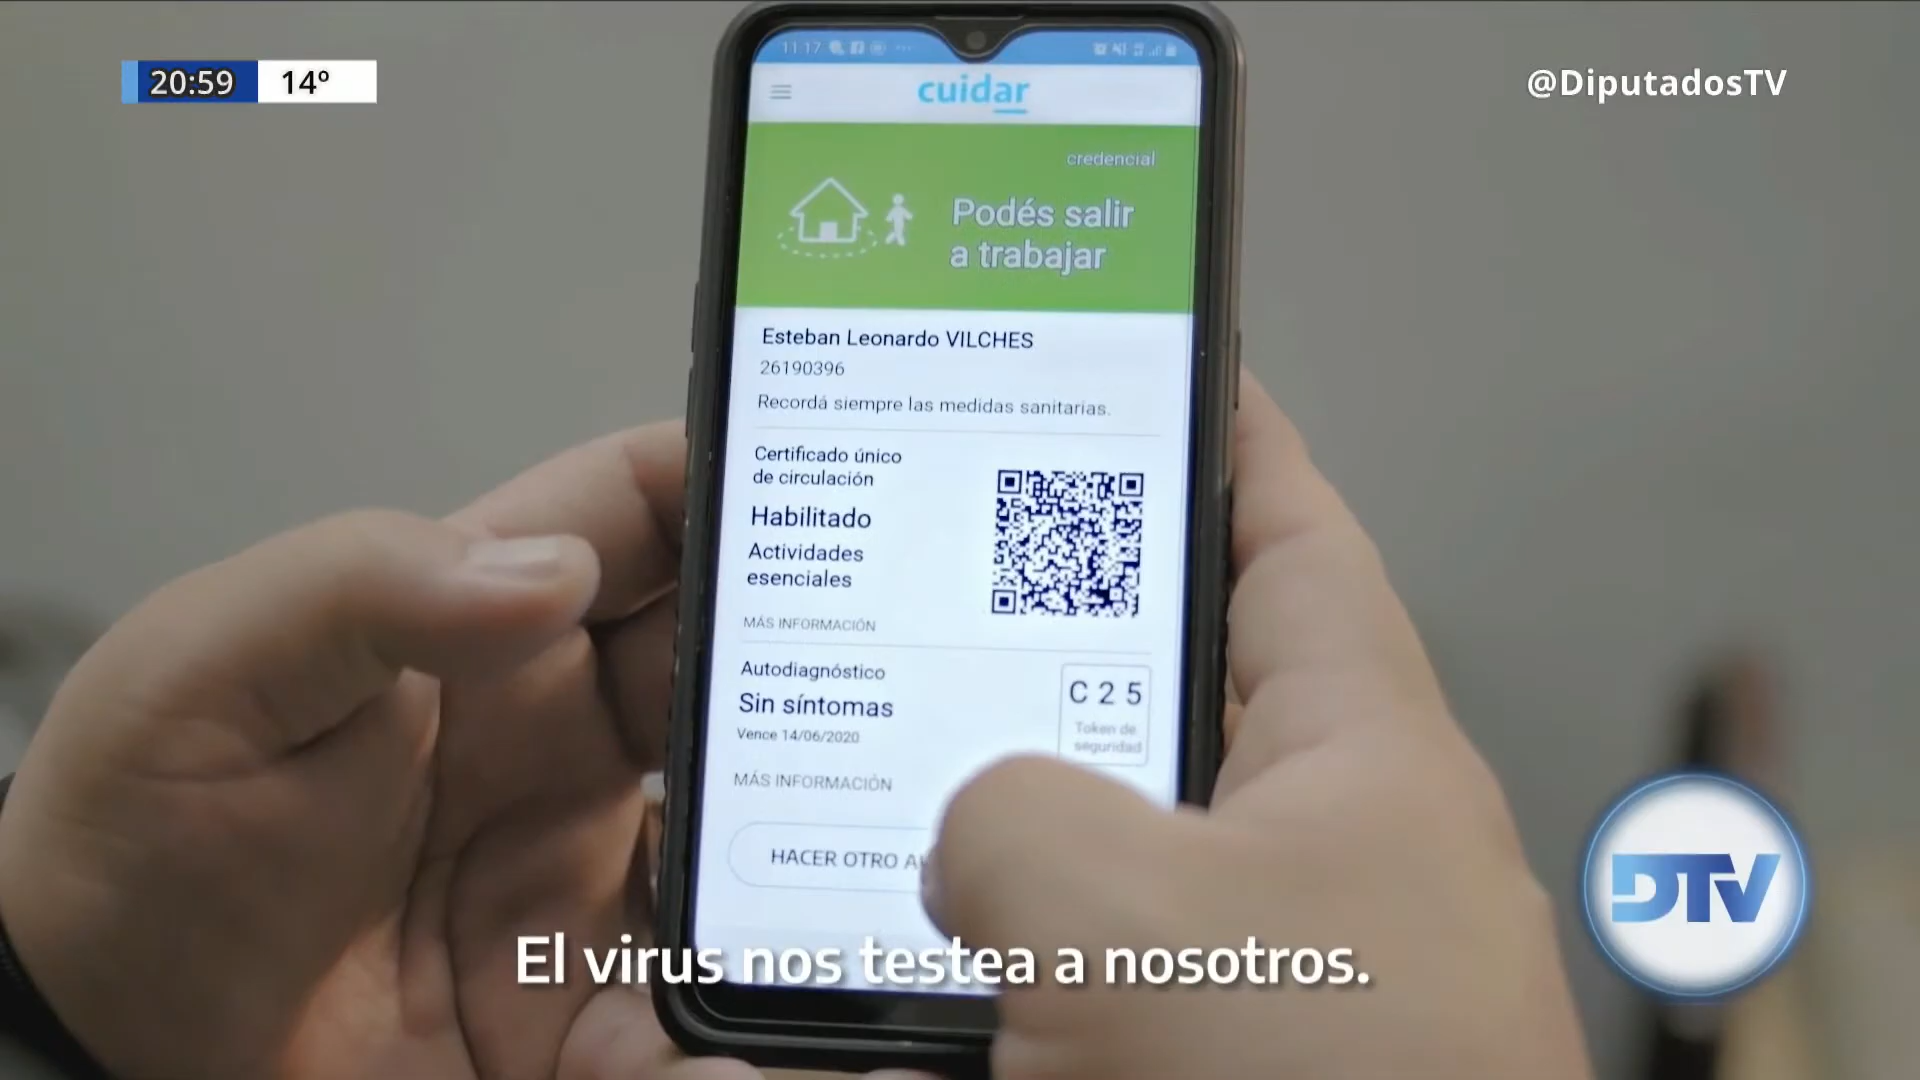 20:59 14º
@DiputadosTV
11:17
cuidar
credencial
Podés salir
a trabajar
Esteban Leonardo VILCHES
26190396
Recordá siempre las medidas sanitarias.
Certificado único
de circulación
Habilitado
Actividades
esenciales
MÁS INFORMACIÓN
Autodiagnóstico
Sin síntomas
Vence 14/06/2020
C 2 5
Token de
seguridad
MÁS INFORMACIÓN
HACER OTRO
El virus nos testea a nosotros.
DTV